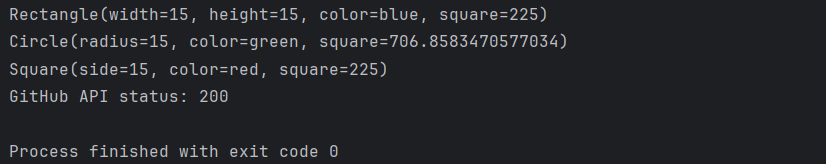 Rectangle(width=15, height=15, color=blue, square=225)
Circle(radius=15, color=green, square=706.8583470577034)
Square(side=15, color=red, square=225)
GitHub API status: 200
Process finished with exit code 0